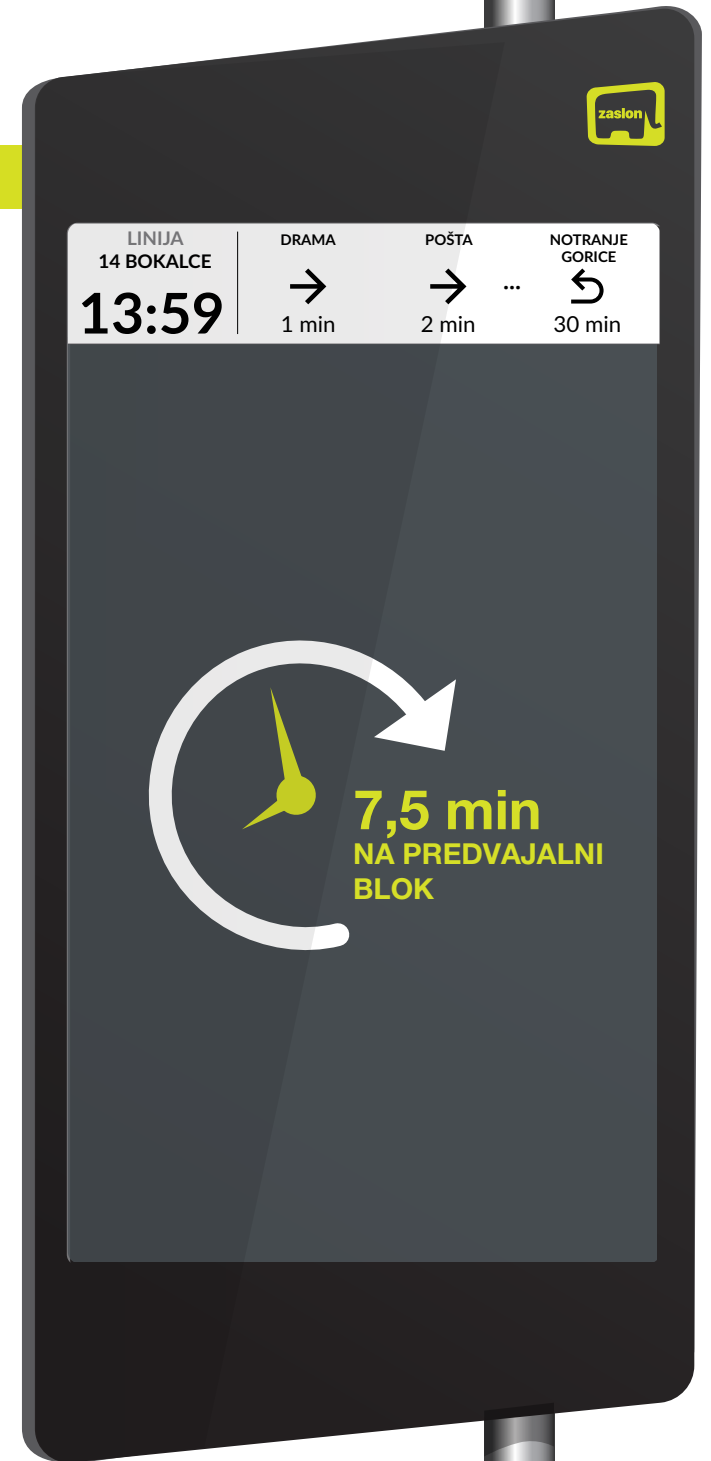 zaslon
LINIJA
14 BOKALCE
13:59
DRAMA
1 min
POŠTA
2 min
...
NOTRANJE
GORICE
30 min
7,5 min
NA PREDVAJALNI
BLOK